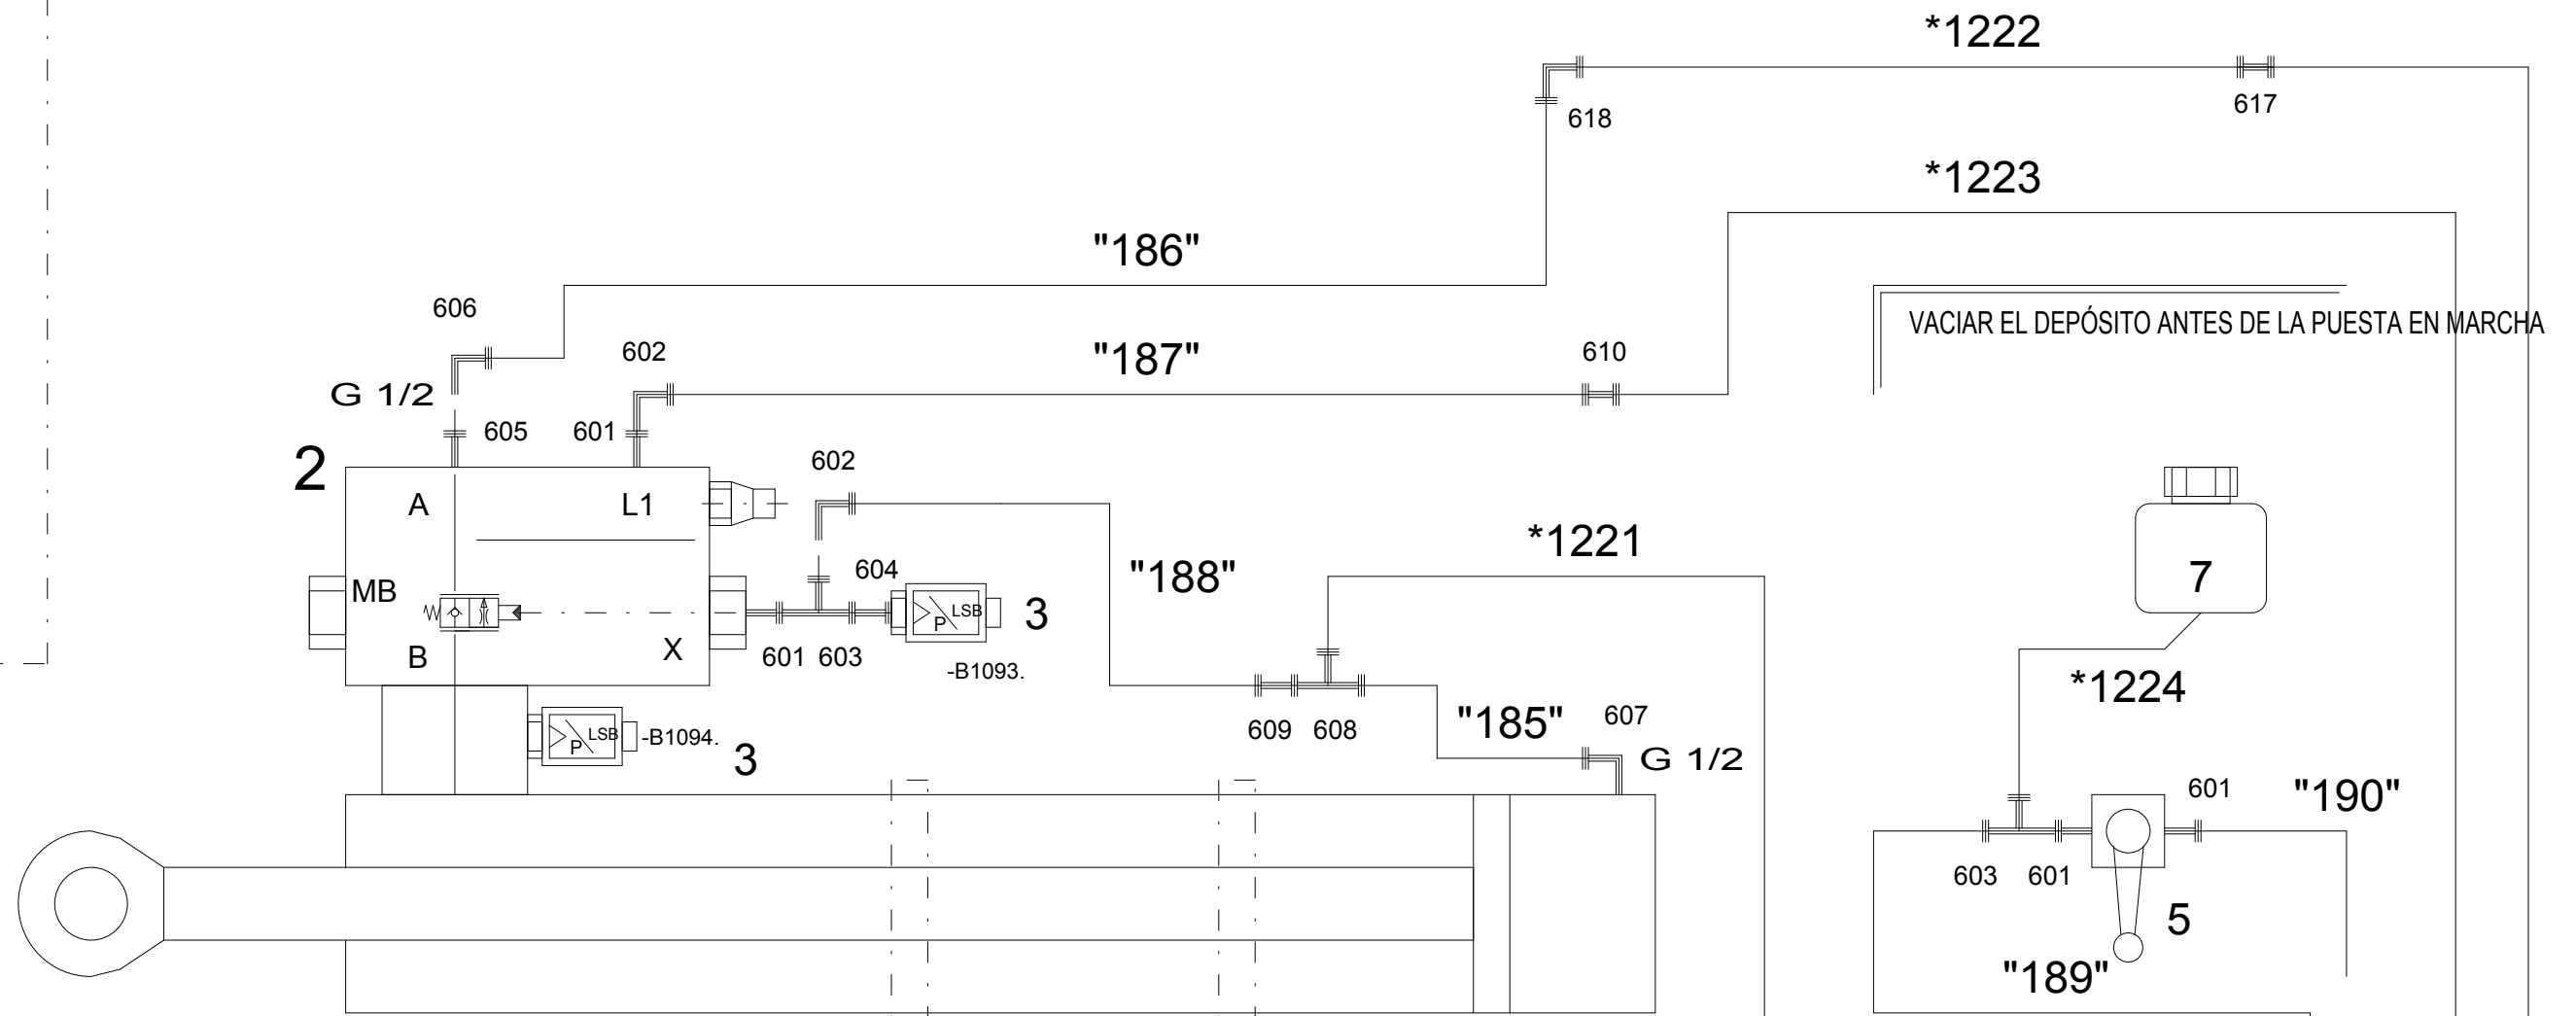 *1222
617
618
*1223
"186"
606
602
"187"
610
VACIAR EL DEPÓSITO ANTES DE LA PUESTA EN MARCHA
G 1/2
605
601
2
602
A
L1
*1221
604
"188"
7
MB
LSB
P
3
B
X
601
603
-B1093.
*1224
609
608
"185"
607
G 1/2
LSB
P
-B1094.
3
601
"190"
603
601
5
"189"